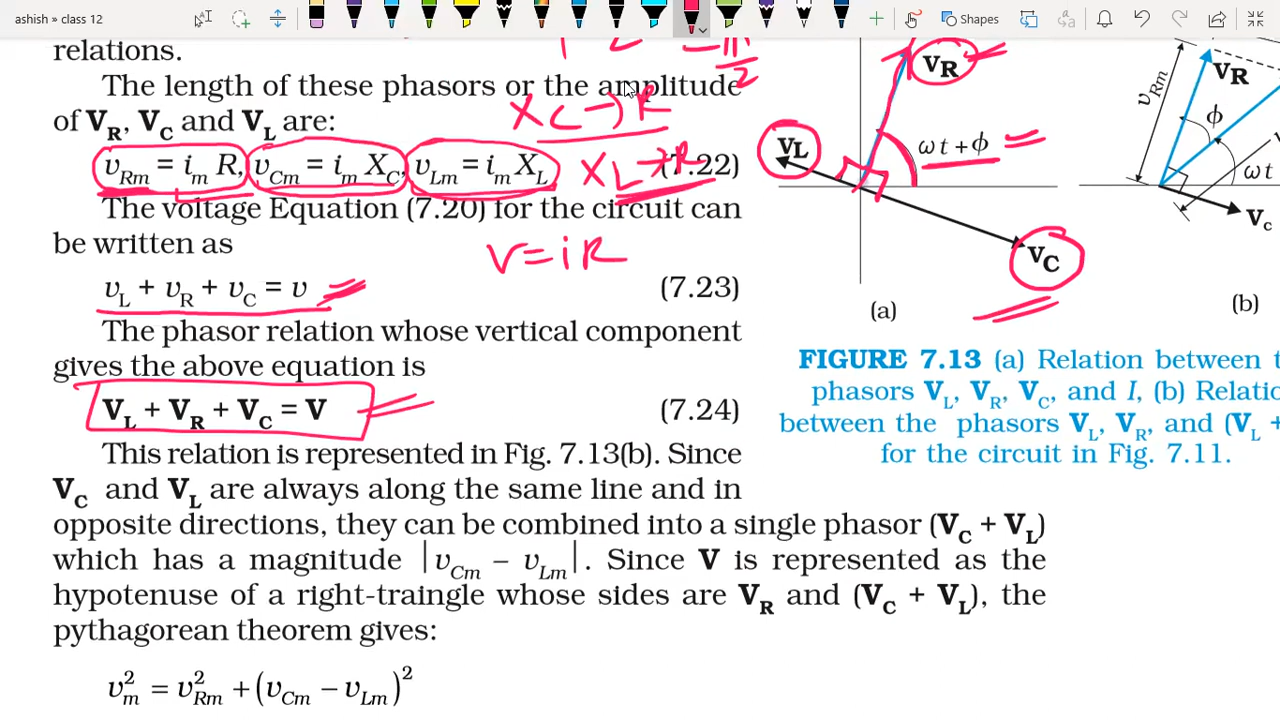 ashish » class 12
Shapes
relations.
The length of these phasors or the amplitude
of V_R, V_C and V_L are:
v_Rm = i_m R, v_Cm = i_m X_C, v_Lm = i_m X_L (7.22)
The voltage Equation (7.20) for the circuit can
be written as
v_L + v_R + v_C = v (7.23)
The phasor relation whose vertical component
gives the above equation is
V_L + V_R + V_C = V (7.24)
This relation is represented in Fig. 7.13(b). Since
V_C and V_L are always along the same line and in
opposite directions, they can be combined into a single phasor (V_C + V_L)
which has a magnitude |v_Cm − v_Lm|. Since V is represented as the
hypotenuse of a right-traingle whose sides are V_R and (V_C + V_L), the
pythagorean theorem gives:
v_m^2 = v_Rm^2 + (v_Cm − v_Lm)^2
−π/2
X_C → R
X_L → R
V = iR
V_R
V_L
ωt + ϕ
V_C
(a)
v_Rm
V_R
ϕ
ωt
V_c
(b)
FIGURE 7.13 (a) Relation between t
phasors V_L, V_R, V_C, and I, (b) Relatio
between the phasors V_L, V_R, and (V_L +
for the circuit in Fig. 7.11.